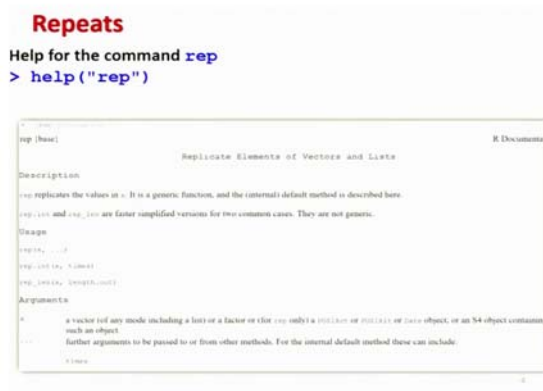 Repeats
Help for the command rep
> help("rep")
rep {base}
R Documenta
Replicate Elements of Vectors and Lists
Description
rep replicates the values in x. It is a generic function, and the (internal) default method is described here.
rep.int and rep_len are faster simplified versions for two common cases. They are not generic.
Usage
rep(x, ...)
rep.int(x, times)
rep_len(x, length.out)
Arguments
x a vector (of any mode including a list) or a factor or (for rep only) a POSIXct or POSIXlt or Date object, or an S4 object containin
such an object.
... further arguments to be passed to or from other methods. For the internal default method these can include:
times
4